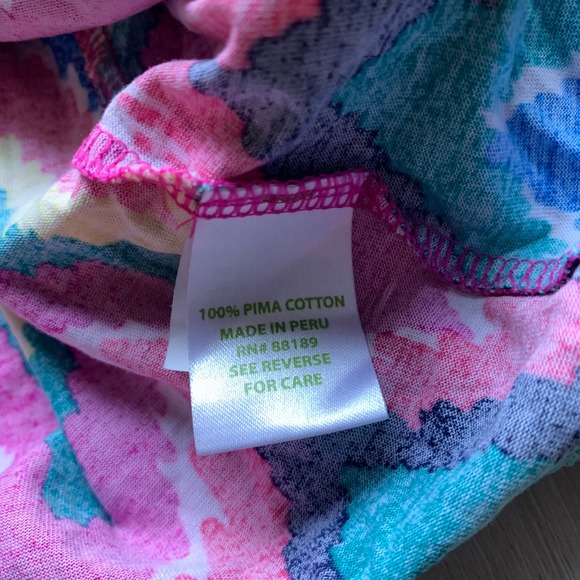 100% PIMA COTTON
MADE IN PERU
RN# 88189
SEE REVERSE
FOR CARE